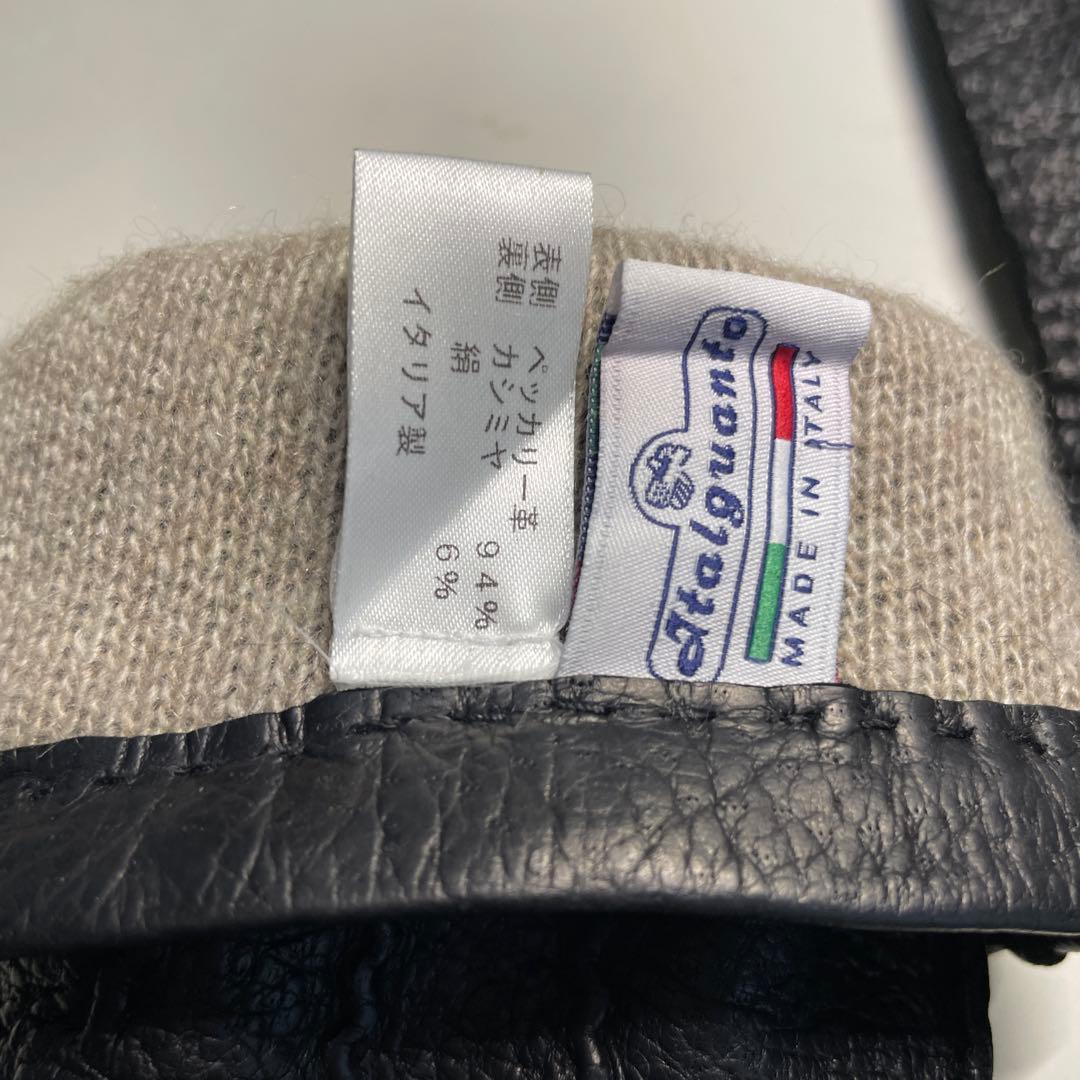 表側 ペッカリー革
裏側 カシミヤ 94%
絹 6%
イタリア製
Italguanto
MADE IN ITALY